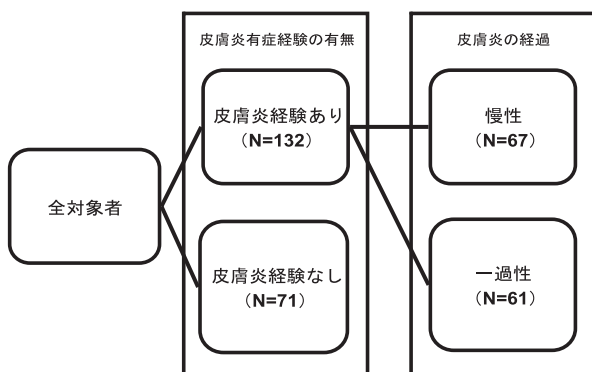 皮膚炎有症経験の有無
皮膚炎の経過
全対象者
皮膚炎経験あり
（N=132）
皮膚炎経験なし
（N=71）
慢性
（N=67）
一過性
（N=61）